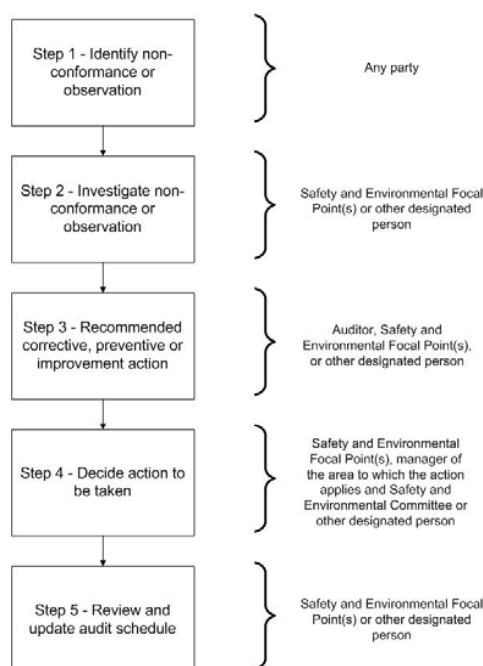 Step 1 - Identify non-
conformance or
observation
Any party
Step 2 - Investigate non-
conformance or
observation
Safety and Environmental Focal
Point(s) or other designated
person
Step 3 - Recommended
corrective, preventive or
improvement action
Auditor, Safety and
Environmental Focal Point(s),
or other designated person
Step 4 - Decide action to
be taken
Safety and Environmental
Focal Point(s), manager of
the area to which the action
applies and Safety and
Environmental Committee or
other designated person
Step 5 - Review and
update audit schedule
Safety and Environmental Focal
Point(s) or other designated
person